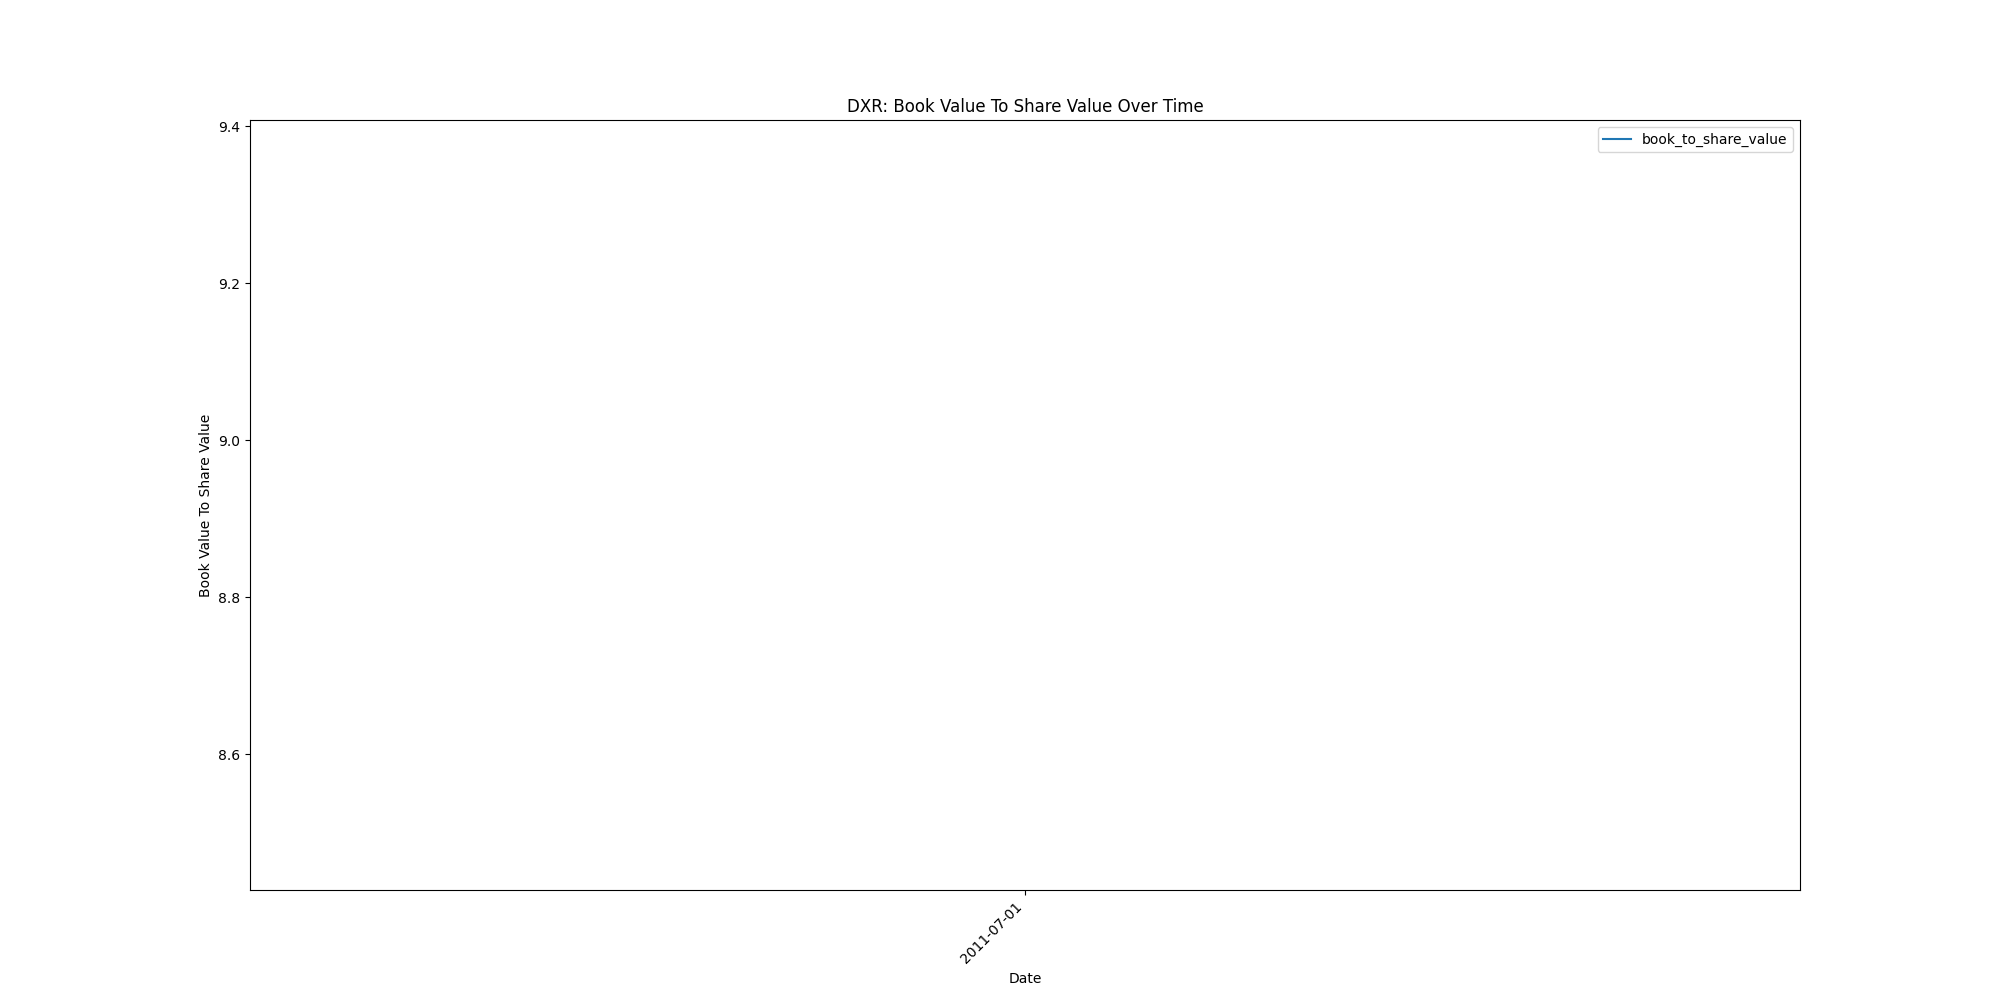 DXR: Book Value To Share Value Over Time
book_to_share_value
9.4
9.2
9.0
8.8
8.6
Book Value To Share Value
2011-07-01
Date